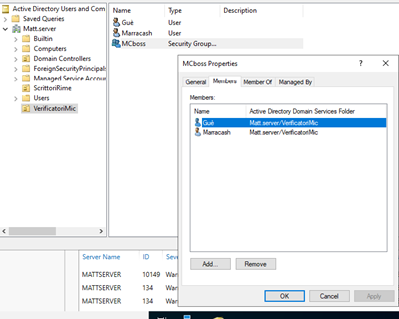 Active Directory Users and Com
Saved Queries
Matt.server
Builtin
Computers
Domain Controllers
ForeignSecurityPrincipals
Managed Service Accoun
ScrittoriRime
Users
VerificatoriMic
Name Type Description
Guè User
Marracash User
MCboss Security Group...
MCboss Properties
General Members Member Of Managed By
Members:
Name Active Directory Domain Services Folder
Guè Matt.server/VerificatoriMic
Marracash Matt.server/VerificatoriMic
Add... Remove
OK Cancel Apply
Server Name ID Seve
MATTSERVER 10149 War
MATTSERVER 134 War
MATTSERVER 134 War